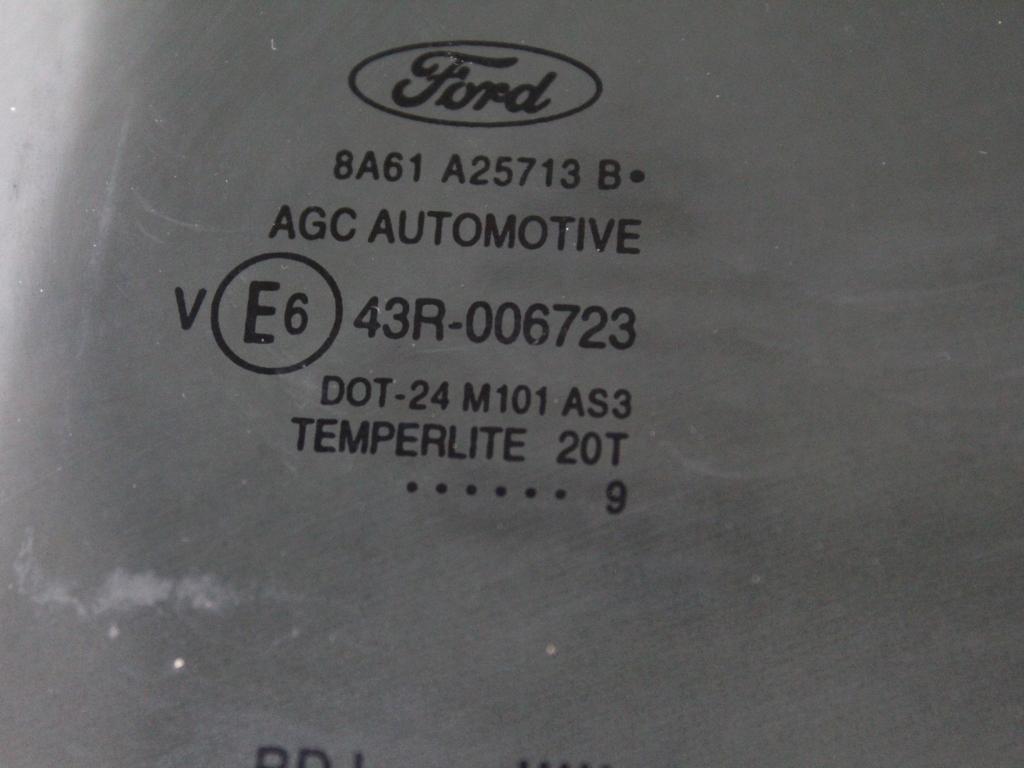 Ford
8A61 A25713 B•
AGC AUTOMOTIVE
V E6 43R-006723
DOT-24 M101 AS3
TEMPERLITE 20T
•••••• 9